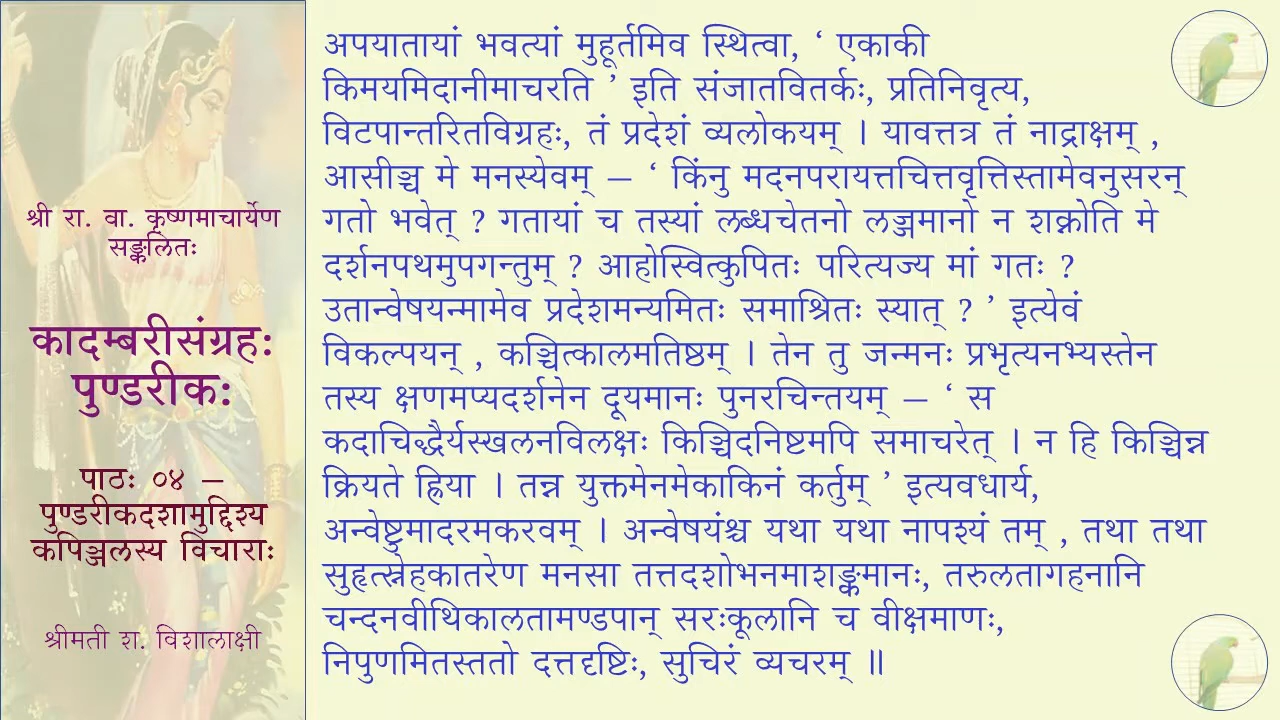 श्री रा. वा. कृष्णमाचार्येण
सङ्कलितः
कादम्बरीसंग्रहः
पुण्डरीकः
पाठः ०४ –
पुण्डरीकदशामुद्दिश्य
कपिञ्जलस्य विचाराः
श्रीमती श. विशालाक्षी
अपयातायां भवत्यां मुहूर्तमिव स्थित्वा, ‘ एकाकी
किमयमिदानीमाचरति ’ इति संजातवितर्कः, प्रतिनिवृत्य,
विटपान्तरितविग्रहः, तं प्रदेशं व्यलोकयम् । यावत्तत्र तं नाद्राक्षम् ,
आसीच्च मे मनस्येवम् – ‘ किंनु मदनपरायत्तचित्तवृत्तिस्तामेवनुसरन्
गतो भवेत् ? गतायां च तस्यां लब्धचेतनो लज्जमानो न शक्नोति मे
दर्शनपथमुपगन्तुम् ? आहोस्वित्कुपितः परित्यज्य मां गतः ?
उतान्वेषयन्मामेव प्रदेशमन्यमितः समाश्रितः स्यात् ? ’ इत्येवं
विकल्पयन् , कञ्चित्कालमतिष्ठम् । तेन तु जन्मनः प्रभृत्यनभ्यस्तेन
तस्य क्षणमप्यदर्शनेन दूयमानः पुनरचिन्तयम् – ‘ स
कदाचिद्धैर्यस्खलनविलक्षः किञ्चिदनिष्टमपि समाचरेत् । न हि किञ्चिन्न
क्रियते ह्रिया । तन्न युक्तमेनमेकाकिनं कर्तुम् ’ इत्यवधार्य,
अन्वेष्टुमादरमकरवम् । अन्वेषयंश्च यथा यथा नापश्यं तम् , तथा तथा
सुहृत्स्नेहकातरेण मनसा तत्तदशोभनमाशङ्कमानः, तरुलतागहनानि
चन्दनवीथिकालतामण्डपान् सरःकूलानि च वीक्षमाणः,
निपुणमितस्ततो दत्तदृष्टिः, सुचिरं व्यचरम् ॥